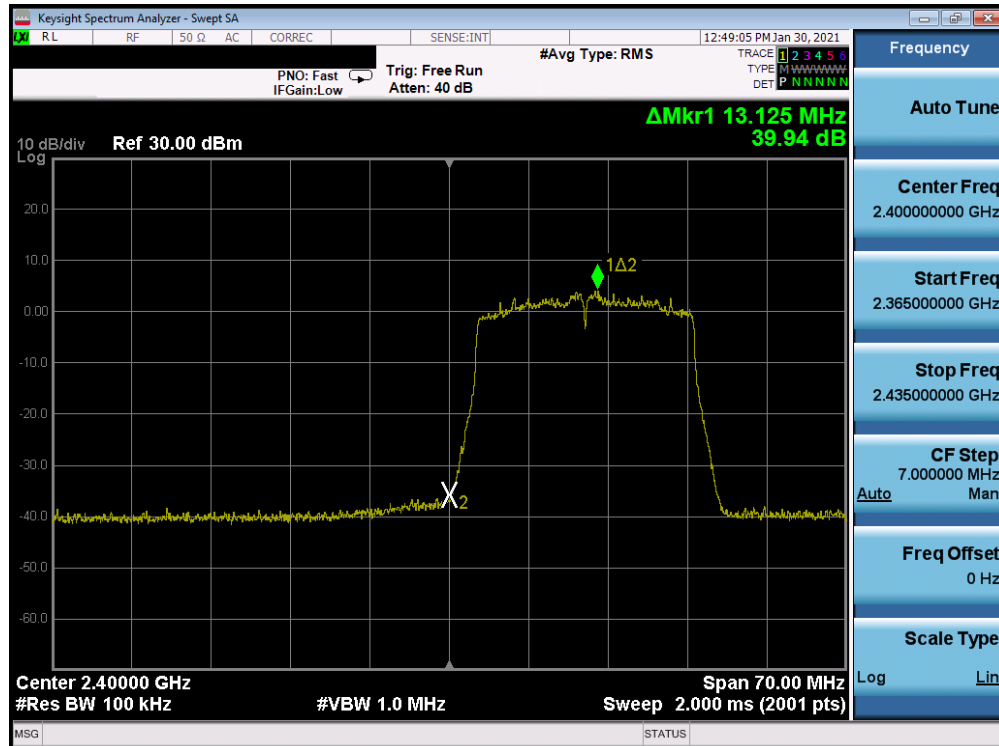 Keysight Spectrum Analyzer - Swept SA
LXI RL RF 50 Ω AC CORREC SENSE:INT 12:49:05 PM Jan 30, 2021
#Avg Type: RMS TRACE 1 2 3 4 5 6
PNO: Fast Trig: Free Run TYPE M WWWWW
IFGain:Low Atten: 40 dB DET P NNNNN
ΔMkr1 13.125 MHz
39.94 dB
10 dB/div Ref 30.00 dBm
Log
20.0
10.0
1Δ2
0.00
-10.0
-20.0
-30.0
X2
-40.0
-50.0
-60.0
Center 2.40000 GHz Span 70.00 MHz
#Res BW 100 kHz #VBW 1.0 MHz Sweep 2.000 ms (2001 pts)
MSG STATUS
Frequency
Auto Tune
Center Freq
2.400000000 GHz
Start Freq
2.365000000 GHz
Stop Freq
2.435000000 GHz
CF Step
7.000000 MHz
Auto Man
Freq Offset
0 Hz
Scale Type
Log Lin